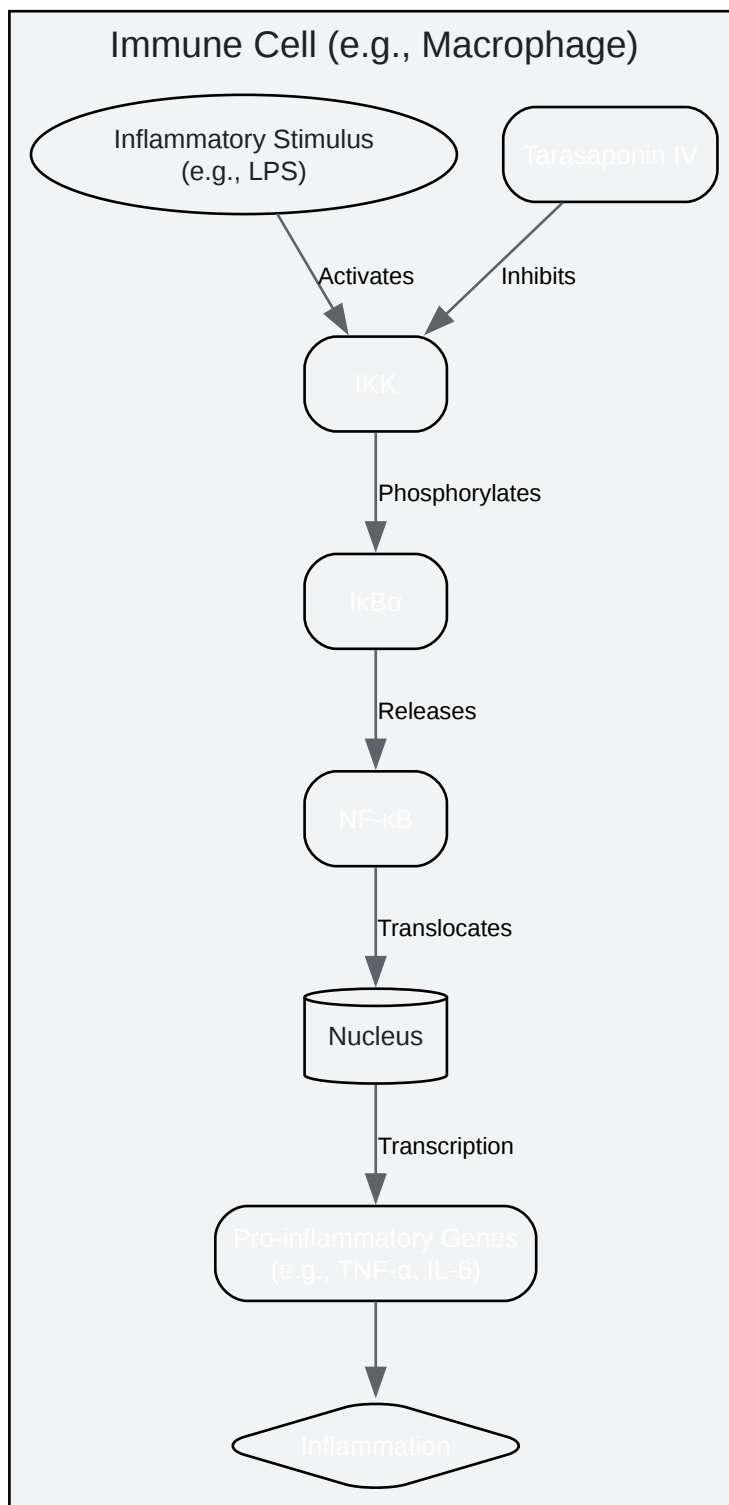 Immune Cell (e.g., Macrophage)
Inflammatory Stimulus
(e.g., LPS)
Tarasaponin IV
Activates
Inhibits
IKK
Phosphorylates
IκBα
Releases
NF-κB
Translocates
Nucleus
Transcription
Pro-inflammatory Genes
(e.g., TNF-α, IL-6)
Inflammation